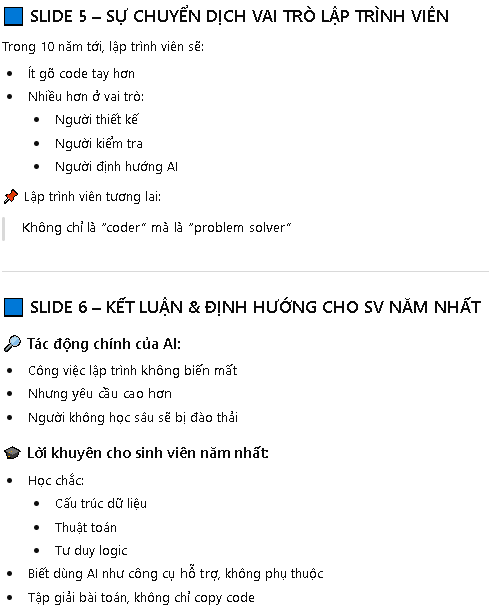 SLIDE 5 – SỰ CHUYỂN DỊCH VAI TRÒ LẬP TRÌNH VIÊN
Trong 10 năm tới, lập trình viên sẽ:
• Ít gõ code tay hơn
• Nhiều hơn ở vai trò:
• Người thiết kế
• Người kiểm tra
• Người định hướng AI
📌 Lập trình viên tương lai:
Không chỉ là "coder" mà là "problem solver"
SLIDE 6 – KẾT LUẬN & ĐỊNH HƯỚNG CHO SV NĂM NHẤT
🔎 Tác động chính của AI:
• Công việc lập trình không biến mất
• Nhưng yêu cầu cao hơn
• Người không học sâu sẽ bị đào thải
🎓 Lời khuyên cho sinh viên năm nhất:
• Học chắc:
• Cấu trúc dữ liệu
• Thuật toán
• Tư duy logic
• Biết dùng AI như công cụ hỗ trợ, không phụ thuộc
• Tập giải bài toán, không chỉ copy code